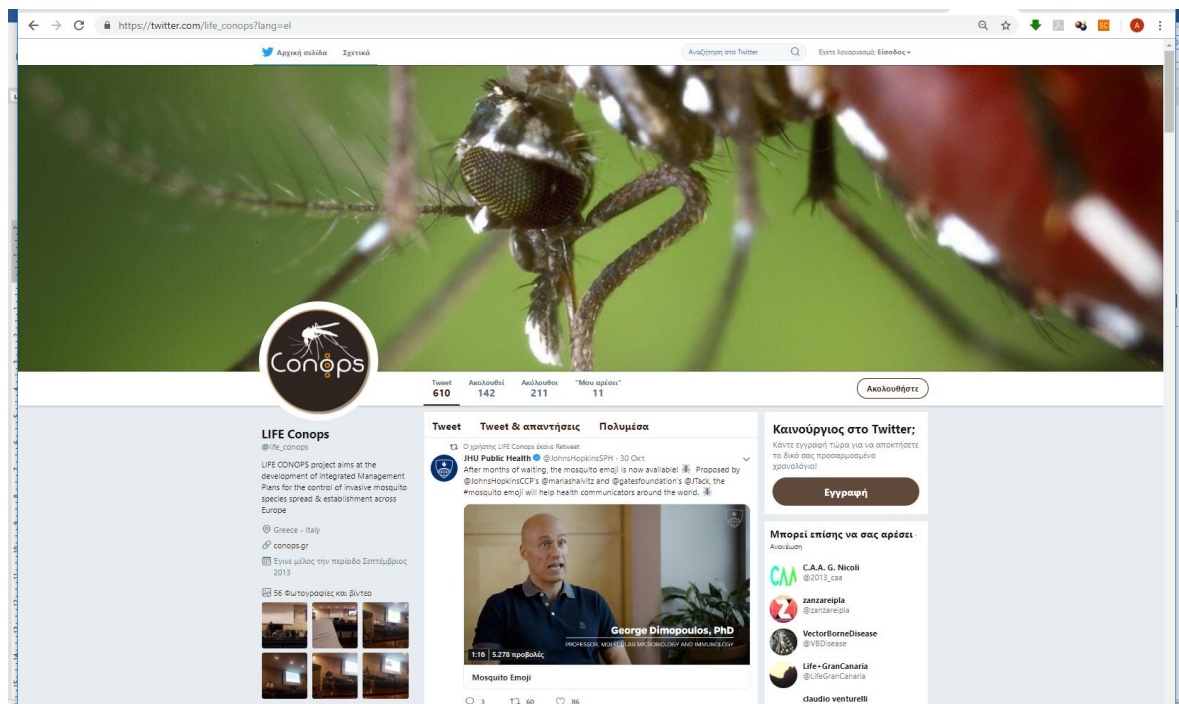 https://twitter.com/life_conops?lang=el
Αρχική σελίδα Σχετικά
Αναζήτηση στο Twitter
Έχετε λογαριασμό; Είσοδος
Conops
Tweet Ακολουθεί Ακόλουθοι "Μου αρέσει"
610 142 211 11
Ακολουθήστε
LIFE Conops
@life_conops
LIFE CONOPS project aims at the
development of Integrated Management
Plans for the control of invasive mosquito
species spread & establishment across
Europe
Greece - Italy
conops.gr
Έγινε μέλος την περίοδο Σεπτέμβριος
2013
56 Φωτογραφίες και βίντεο
Tweet Tweet & απαντήσεις Πολυμέσα
Ο χρήστης LIFE Conops έκανε Retweet
JHU Public Health @JohnsHopkinsSPH · 30 Οκτ
After months of waiting, the mosquito emoji is now available! 🦟 Proposed by
@JohnsHopkinsCCP's @marlashaivitz and @gatesfoundation's @JTack, the
#mosquito emoji will help health communicators around the world. 🦟
George Dimopoulos, PhD
PROFESSOR, MOLECULAR MICROBIOLOGY AND IMMUNOLOGY
1:16 5.278 προβολές
Mosquito Emoji
3 60 86
Καινούργιος στο Twitter;
Κάντε εγγραφή τώρα για να αποκτήσετε
το δικό σας προσαρμοσμένο
χρονολόγιο!
Εγγραφή
Μπορεί επίσης να σας αρέσει ·
Ανανέωση
C.A.A. G. Nicoli
@2013_caa
zanzareipla
@zanzareipla
VectorBorneDisease
@VBDisease
Life+GranCanaria
@LifeGranCanaria
claudio venturelli